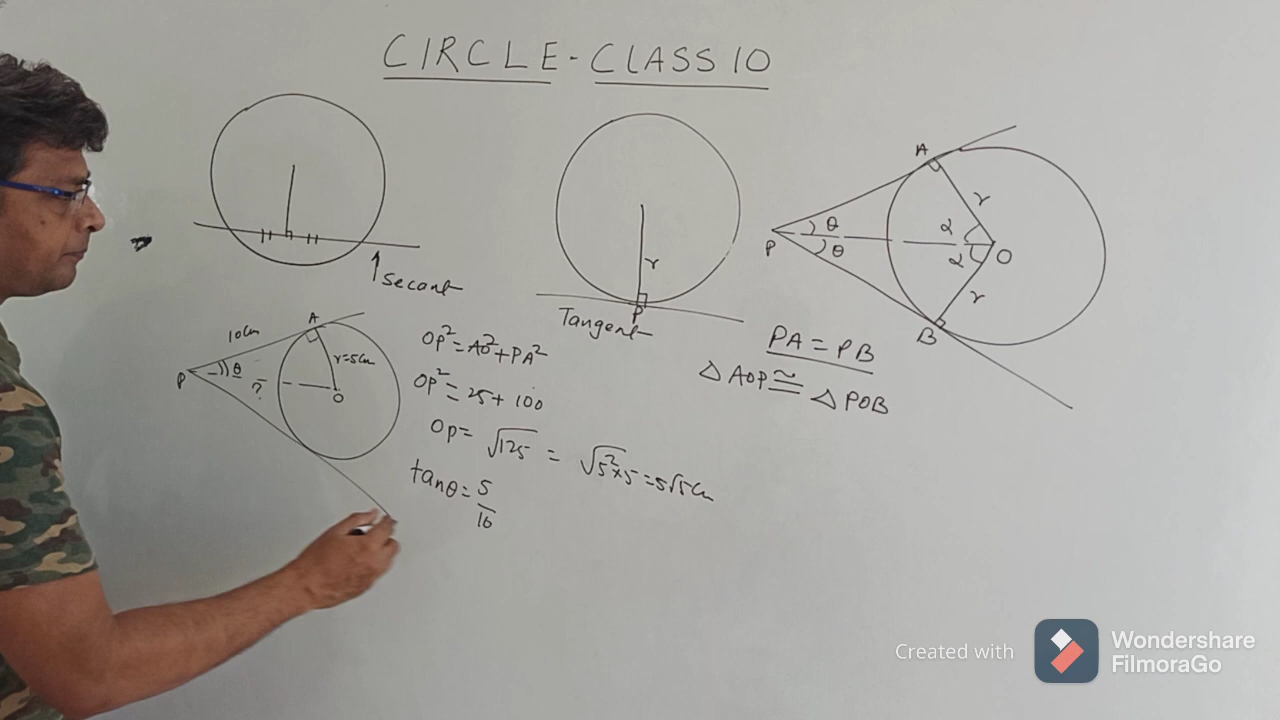 CIRCLE - CLASS 10
secant
r
P
Tangent
A
r
P
θ
θ
α
α
O
r
B
PA = PB
△ AOP ≅ △ POB
10cm
A
P
θ
?
r=5cm
O
OP² = AO² + PA²
OP² = 25 + 100
OP = √125 = √5²×5 = 5√5cm
tanθ = 5/10
Created with
Wondershare
FilmoraGo